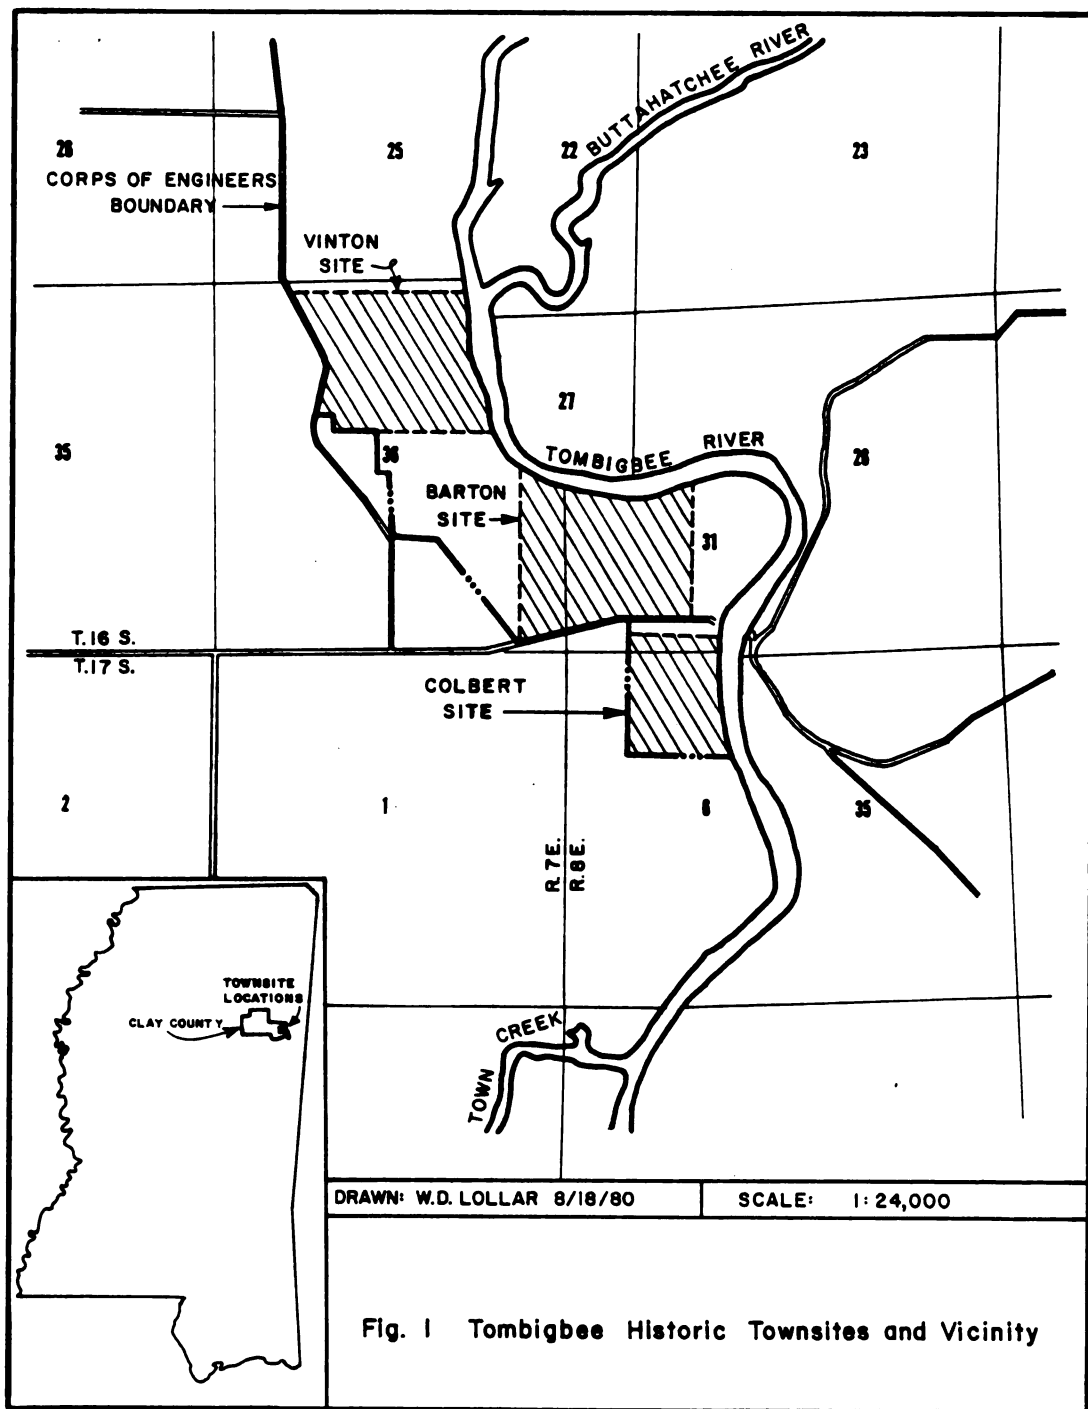 BUTTAHATCHEE RIVER
26
25
22
23
CORPS OF ENGINEERS
BOUNDARY
VINTON
SITE
27
35
36
TOMBIGBEE RIVER
26
BARTON
SITE
31
T.16 S.
T.17 S.
COLBERT
SITE
2
1
6
35
R.7E.
R.8E.
TOWNSITE
LOCATIONS
CLAY COUNTY
TOWN CREEK
DRAWN: W.D. LOLLAR 8/18/80
SCALE: 1:24,000
Fig. 1 Tombigbee Historic Townsites and Vicinity